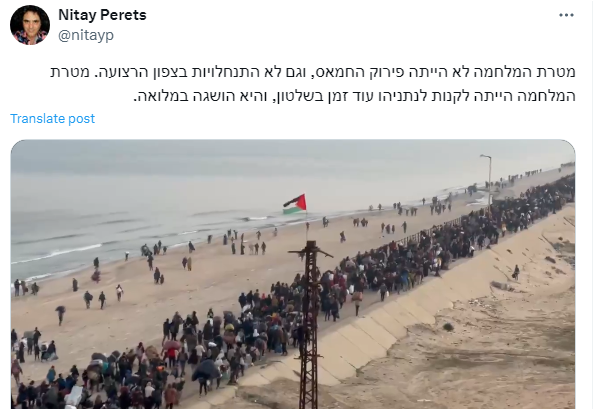 Nitay Perets
@nitayp
מטרת המלחמה לא הייתה פירוק החמאס, וגם לא התנחלויות בצפון הרצועה. מטרת
המלחמה הייתה לקנות לנתניהו עוד זמן בשלטון, והיא הושגה במלואה.
Translate post